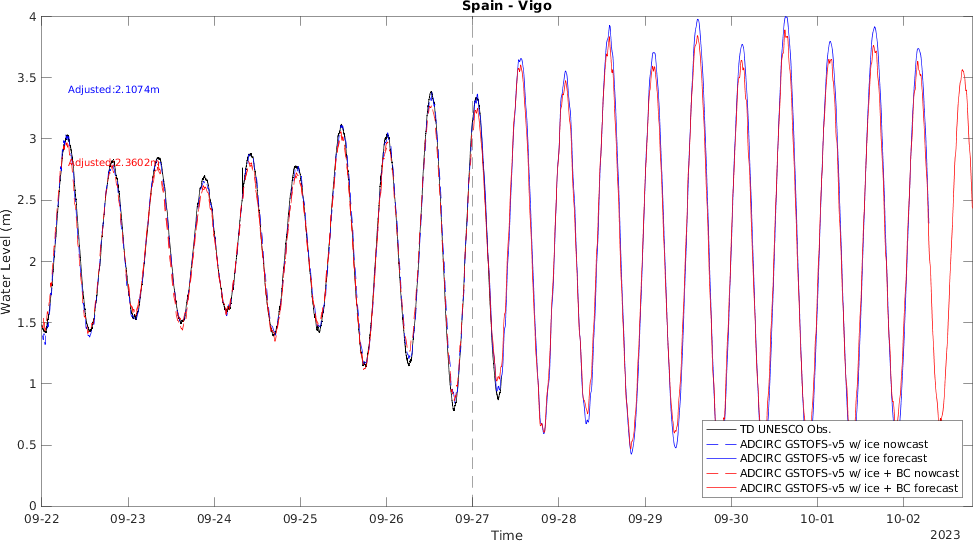 Spain - Vigo
4
3.5
3
2.5
2
1.5
1
0.5
0
Water Level (m)
Adjusted:2.1074m
Adjusted:2.3602m
TD UNESCO Obs.
ADCIRC GSTOFS-v5 w/ ice nowcast
ADCIRC GSTOFS-v5 w/ ice forecast
ADCIRC GSTOFS-v5 w/ ice + BC nowcast
ADCIRC GSTOFS-v5 w/ ice + BC forecast
09-22 09-23 09-24 09-25 09-26 09-27 09-28 09-29 09-30 10-01 10-02
Time
2023